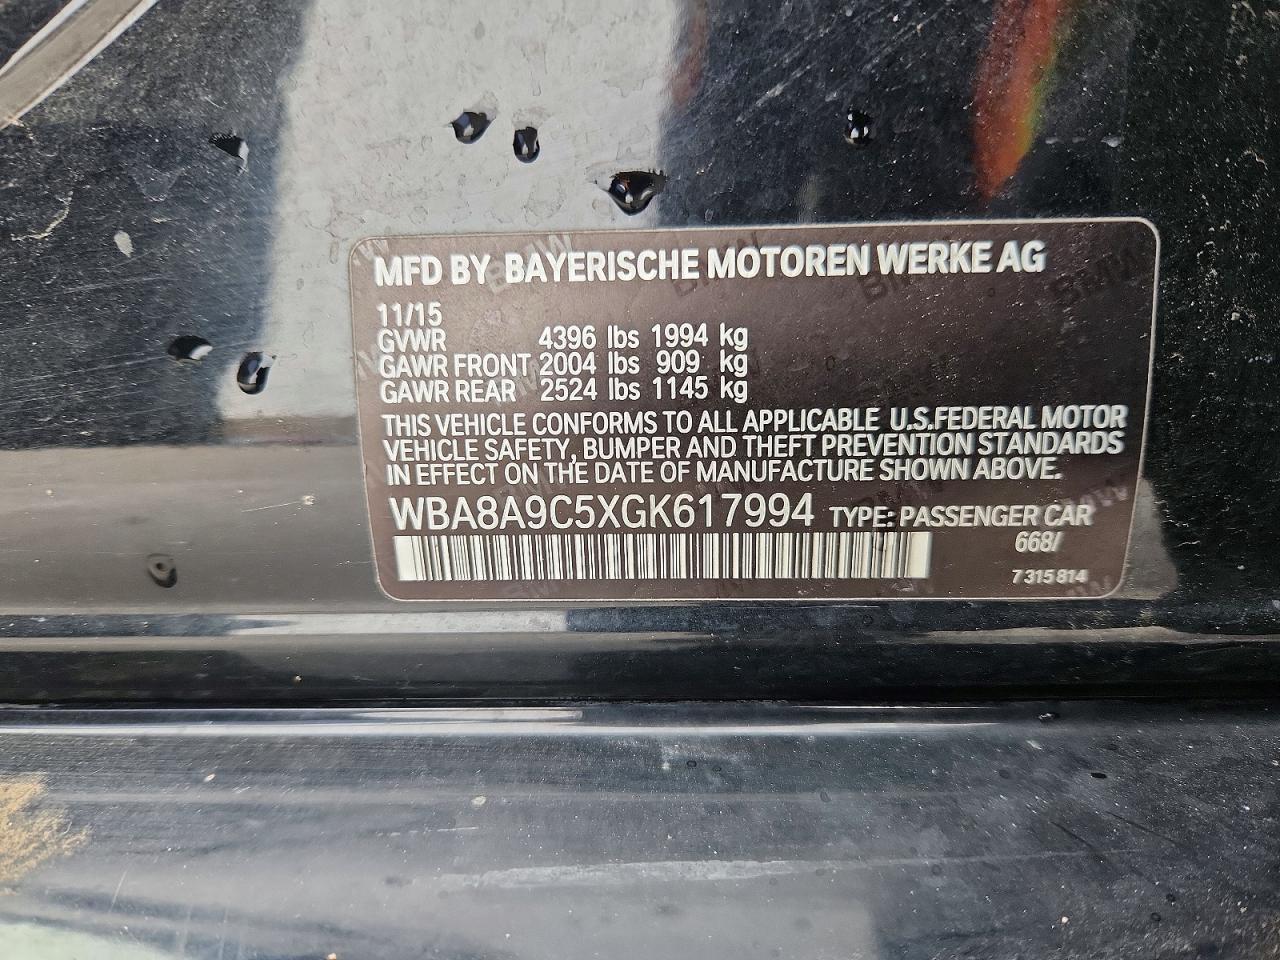 MFD BY BAYERISCHE MOTOREN WERKE AG
11/15
GVWR 4396 lbs 1994 kg
GAWR FRONT 2004 lbs 909 kg
GAWR REAR 2524 lbs 1145 kg
THIS VEHICLE CONFORMS TO ALL APPLICABLE U.S.FEDERAL MOTOR
VEHICLE SAFETY, BUMPER AND THEFT PREVENTION STANDARDS
IN EFFECT ON THE DATE OF MANUFACTURE SHOWN ABOVE.
WBA8A9C5XGK617994 TYPE: PASSENGER CAR
668/
7 315 814